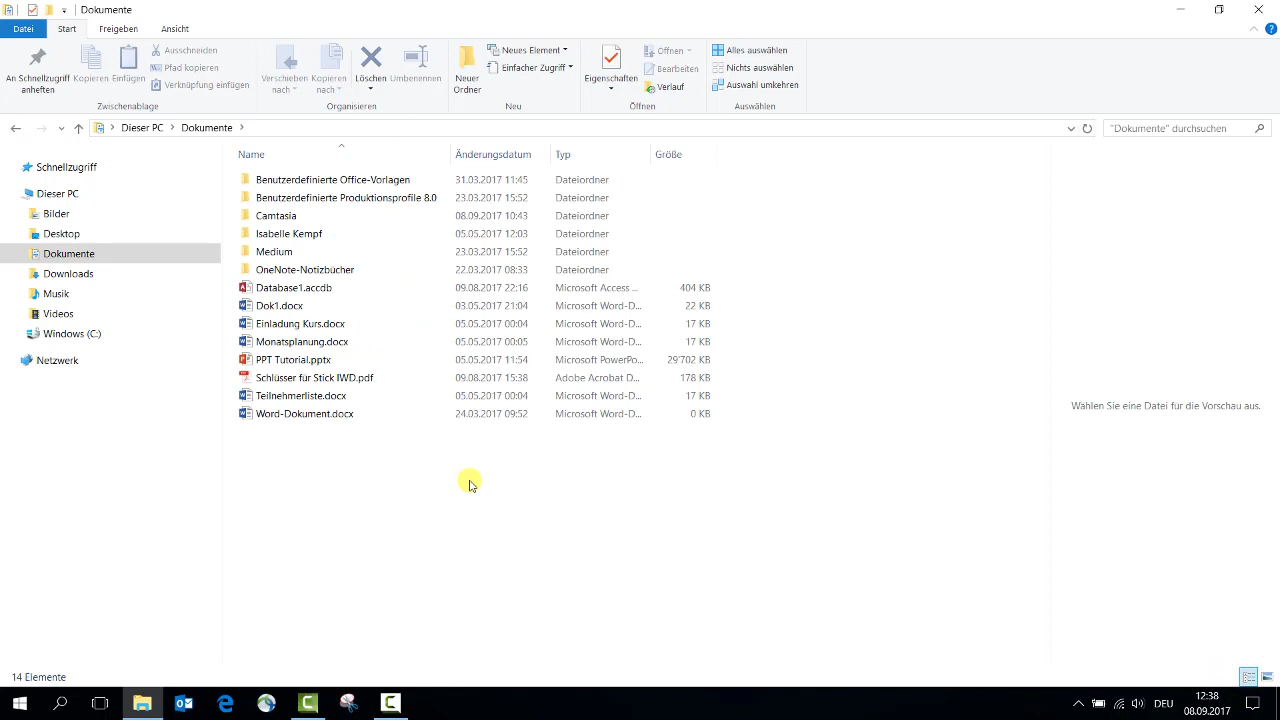 Dokumente
Datei Start Freigeben Ansicht
An Schnellzugriff anheften
Kopieren
Einfügen
Ausschneiden
Pfad kopieren
Verknüpfung einfügen
Zwischenablage
Verschieben nach
Kopieren nach
Löschen
Umbenennen
Organisieren
Neuer Ordner
Neues Element
Einfacher Zugriff
Neu
Eigenschaften
Öffnen
Bearbeiten
Verlauf
Öffnen
Alles auswählen
Nichts auswählen
Auswahl umkehren
Auswählen
Dieser PC > Dokumente >
"Dokumente" durchsuchen
Schnellzugriff
Dieser PC
Bilder
Desktop
Dokumente
Downloads
Musik
Videos
Windows (C:)
Netzwerk
Name Änderungsdatum Typ Größe
Benutzerdefinierte Office-Vorlagen 31.03.2017 11:45 Dateiordner
Benutzerdefinierte Produktionsprofile 8.0 23.03.2017 15:52 Dateiordner
Camtasia 08.09.2017 10:43 Dateiordner
Isabelle Kempf 05.05.2017 12:03 Dateiordner
Medium 23.03.2017 15:52 Dateiordner
OneNote-Notizbücher 22.03.2017 08:33 Dateiordner
Database1.accdb 09.08.2017 22:16 Microsoft Access ... 404 KB
Dok1.docx 03.05.2017 21:04 Microsoft Word-D... 22 KB
Einladung Kurs.docx 05.05.2017 00:04 Microsoft Word-D... 17 KB
Monatsplanung.docx 05.05.2017 00:05 Microsoft Word-D... 17 KB
PPT Tutorial.pptx 05.05.2017 11:54 Microsoft PowerPo... 29'702 KB
Schlüsser für Stick IWD.pdf 09.08.2017 15:38 Adobe Acrobat D... 178 KB
Teilnehmerliste.docx 05.05.2017 00:04 Microsoft Word-D... 17 KB
Word-Dokument.docx 24.03.2017 09:52 Microsoft Word-D... 0 KB
Wählen Sie eine Datei für die Vorschau aus.
14 Elemente
DEU
12:38
08.09.2017